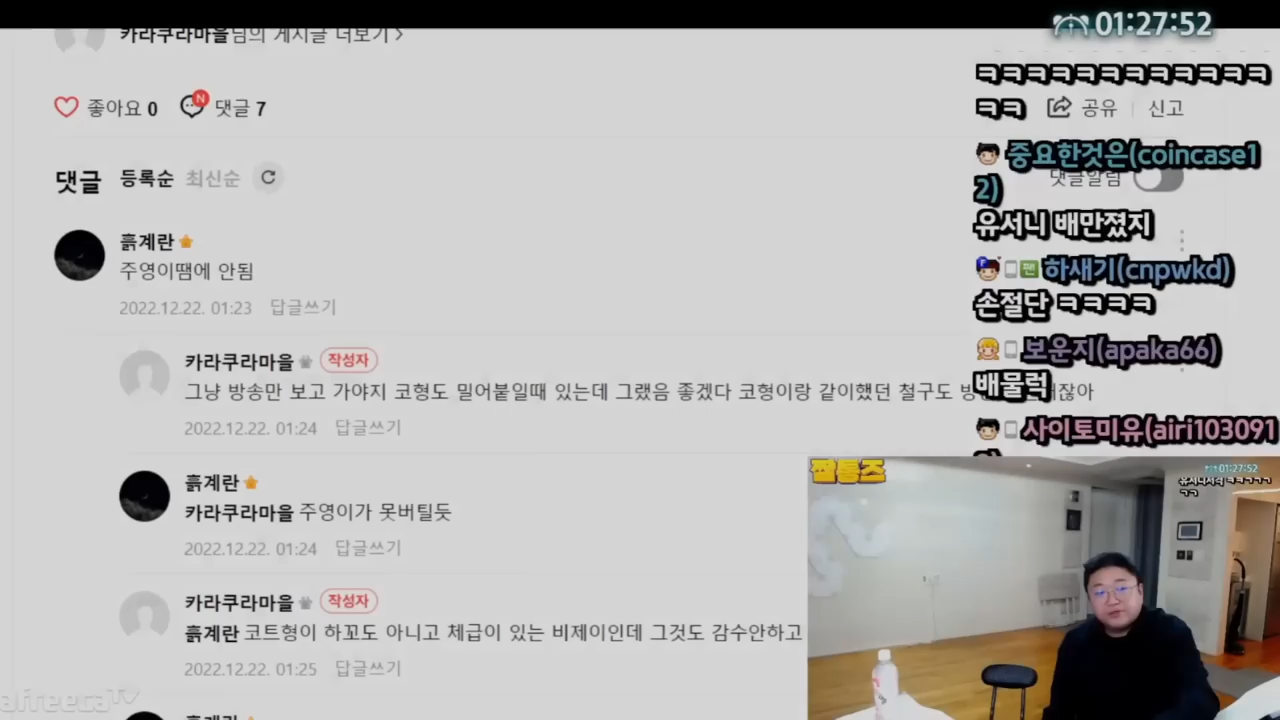 카라쿠라마을님의 게시글 더보기 >
01:27:52
ㅋㅋㅋㅋㅋㅋㅋㅋㅋㅋㅋㅋ
ㅋㅋ
좋아요 0
댓글 7
공유
신고
중요한것은(coincase1
2)
댓글 등록순 최신순
댓글알림
유서니 배만졌지
흙계란
주영이땜에 안됨
2022.12.22. 01:23 답글쓰기
하새기(cnpwkd)
손절단 ㅋㅋㅋㅋ
카라쿠라마을 작성자
그냥 방송만 보고 가야지 코형도 밀어붙일때 있는데 그랬음 좋겠다 코형이랑 같이했던 철구도
2022.12.22. 01:24 답글쓰기
보운지(apaka66)
배물럭
사이토미유(airi103091
흙계란
카라쿠라마을 주영이가 못버틸듯
2022.12.22. 01:24 답글쓰기
카라쿠라마을 작성자
흙계란 코트형이 하꼬도 아니고 체급이 있는 비제이인데 그것도 감수안하고
2022.12.22. 01:25 답글쓰기
흙계란
짤통즈
01:27:52
afreecaTV